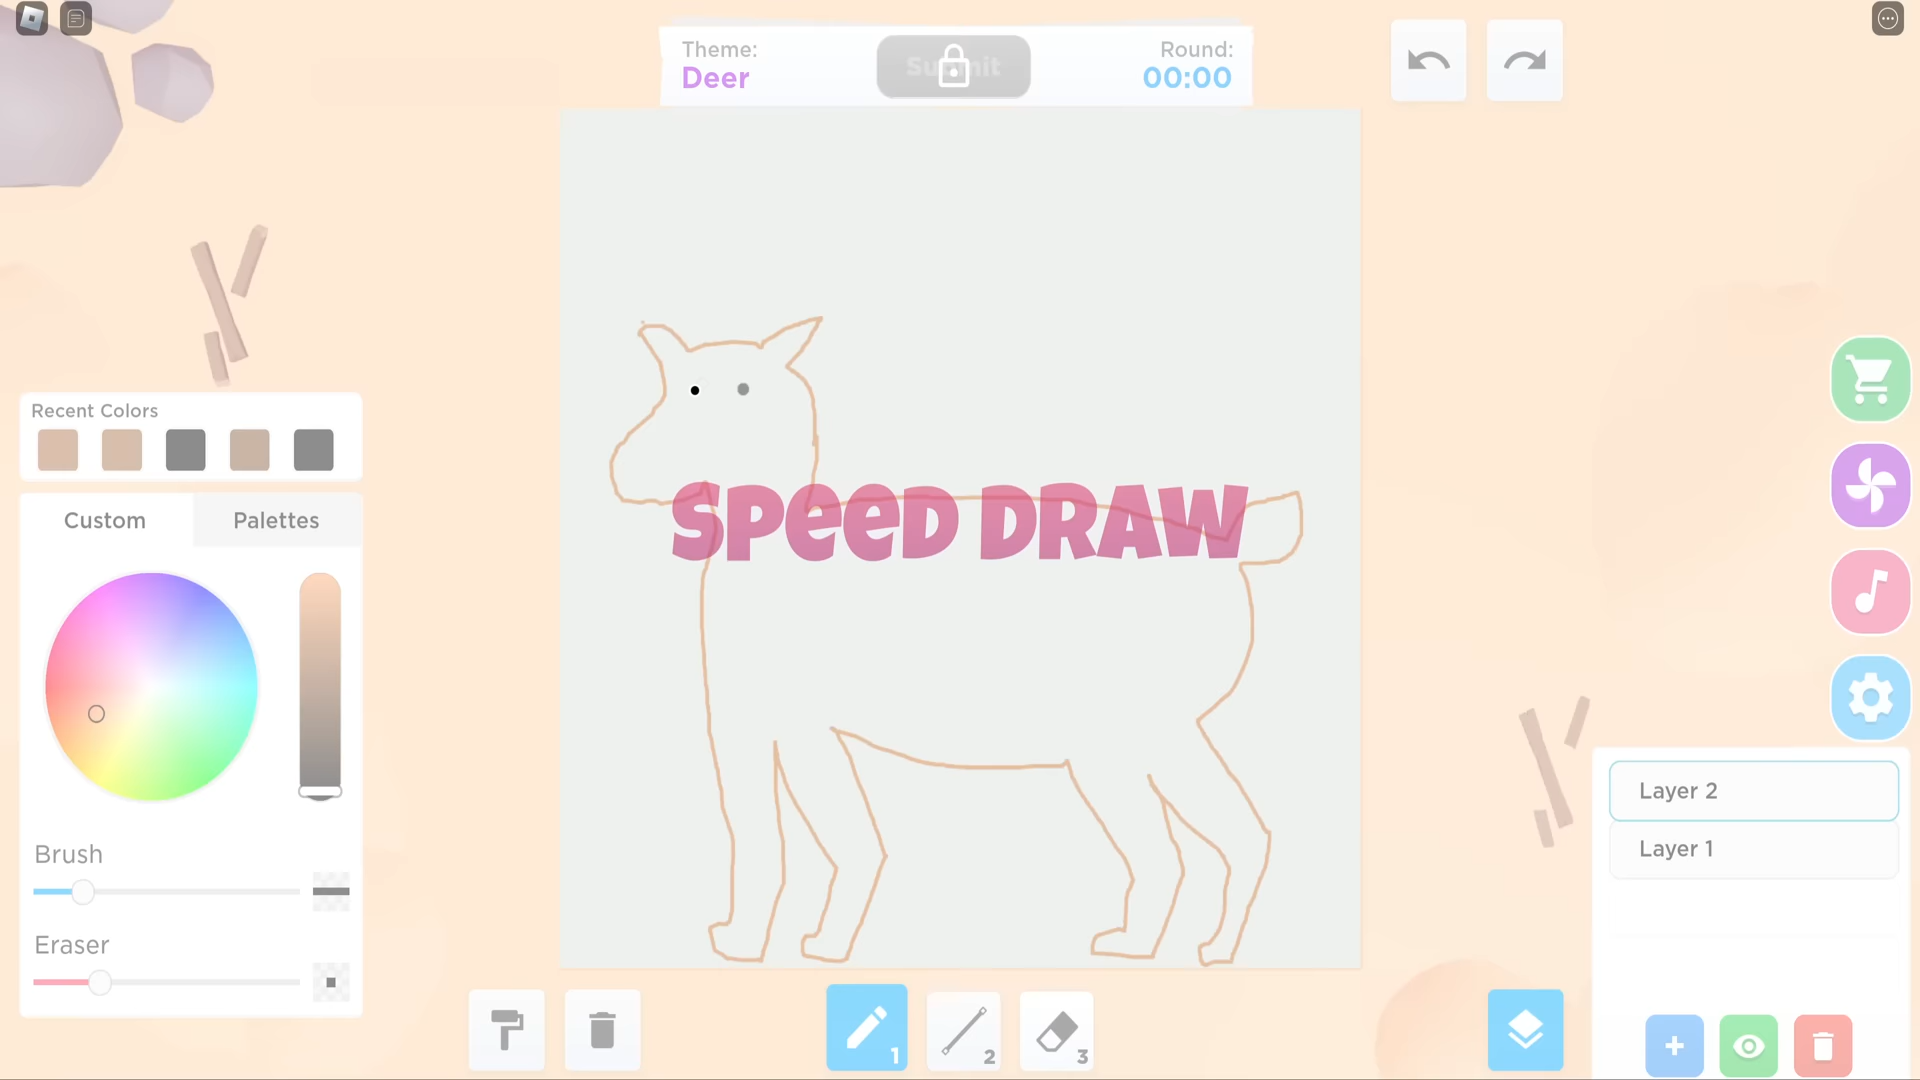 Theme:
Deer
Submit
Round:
00:00
Recent Colors
Custom
Palettes
SPeeD DRAW
Brush
Eraser
Layer 2
Layer 1
1
2
3